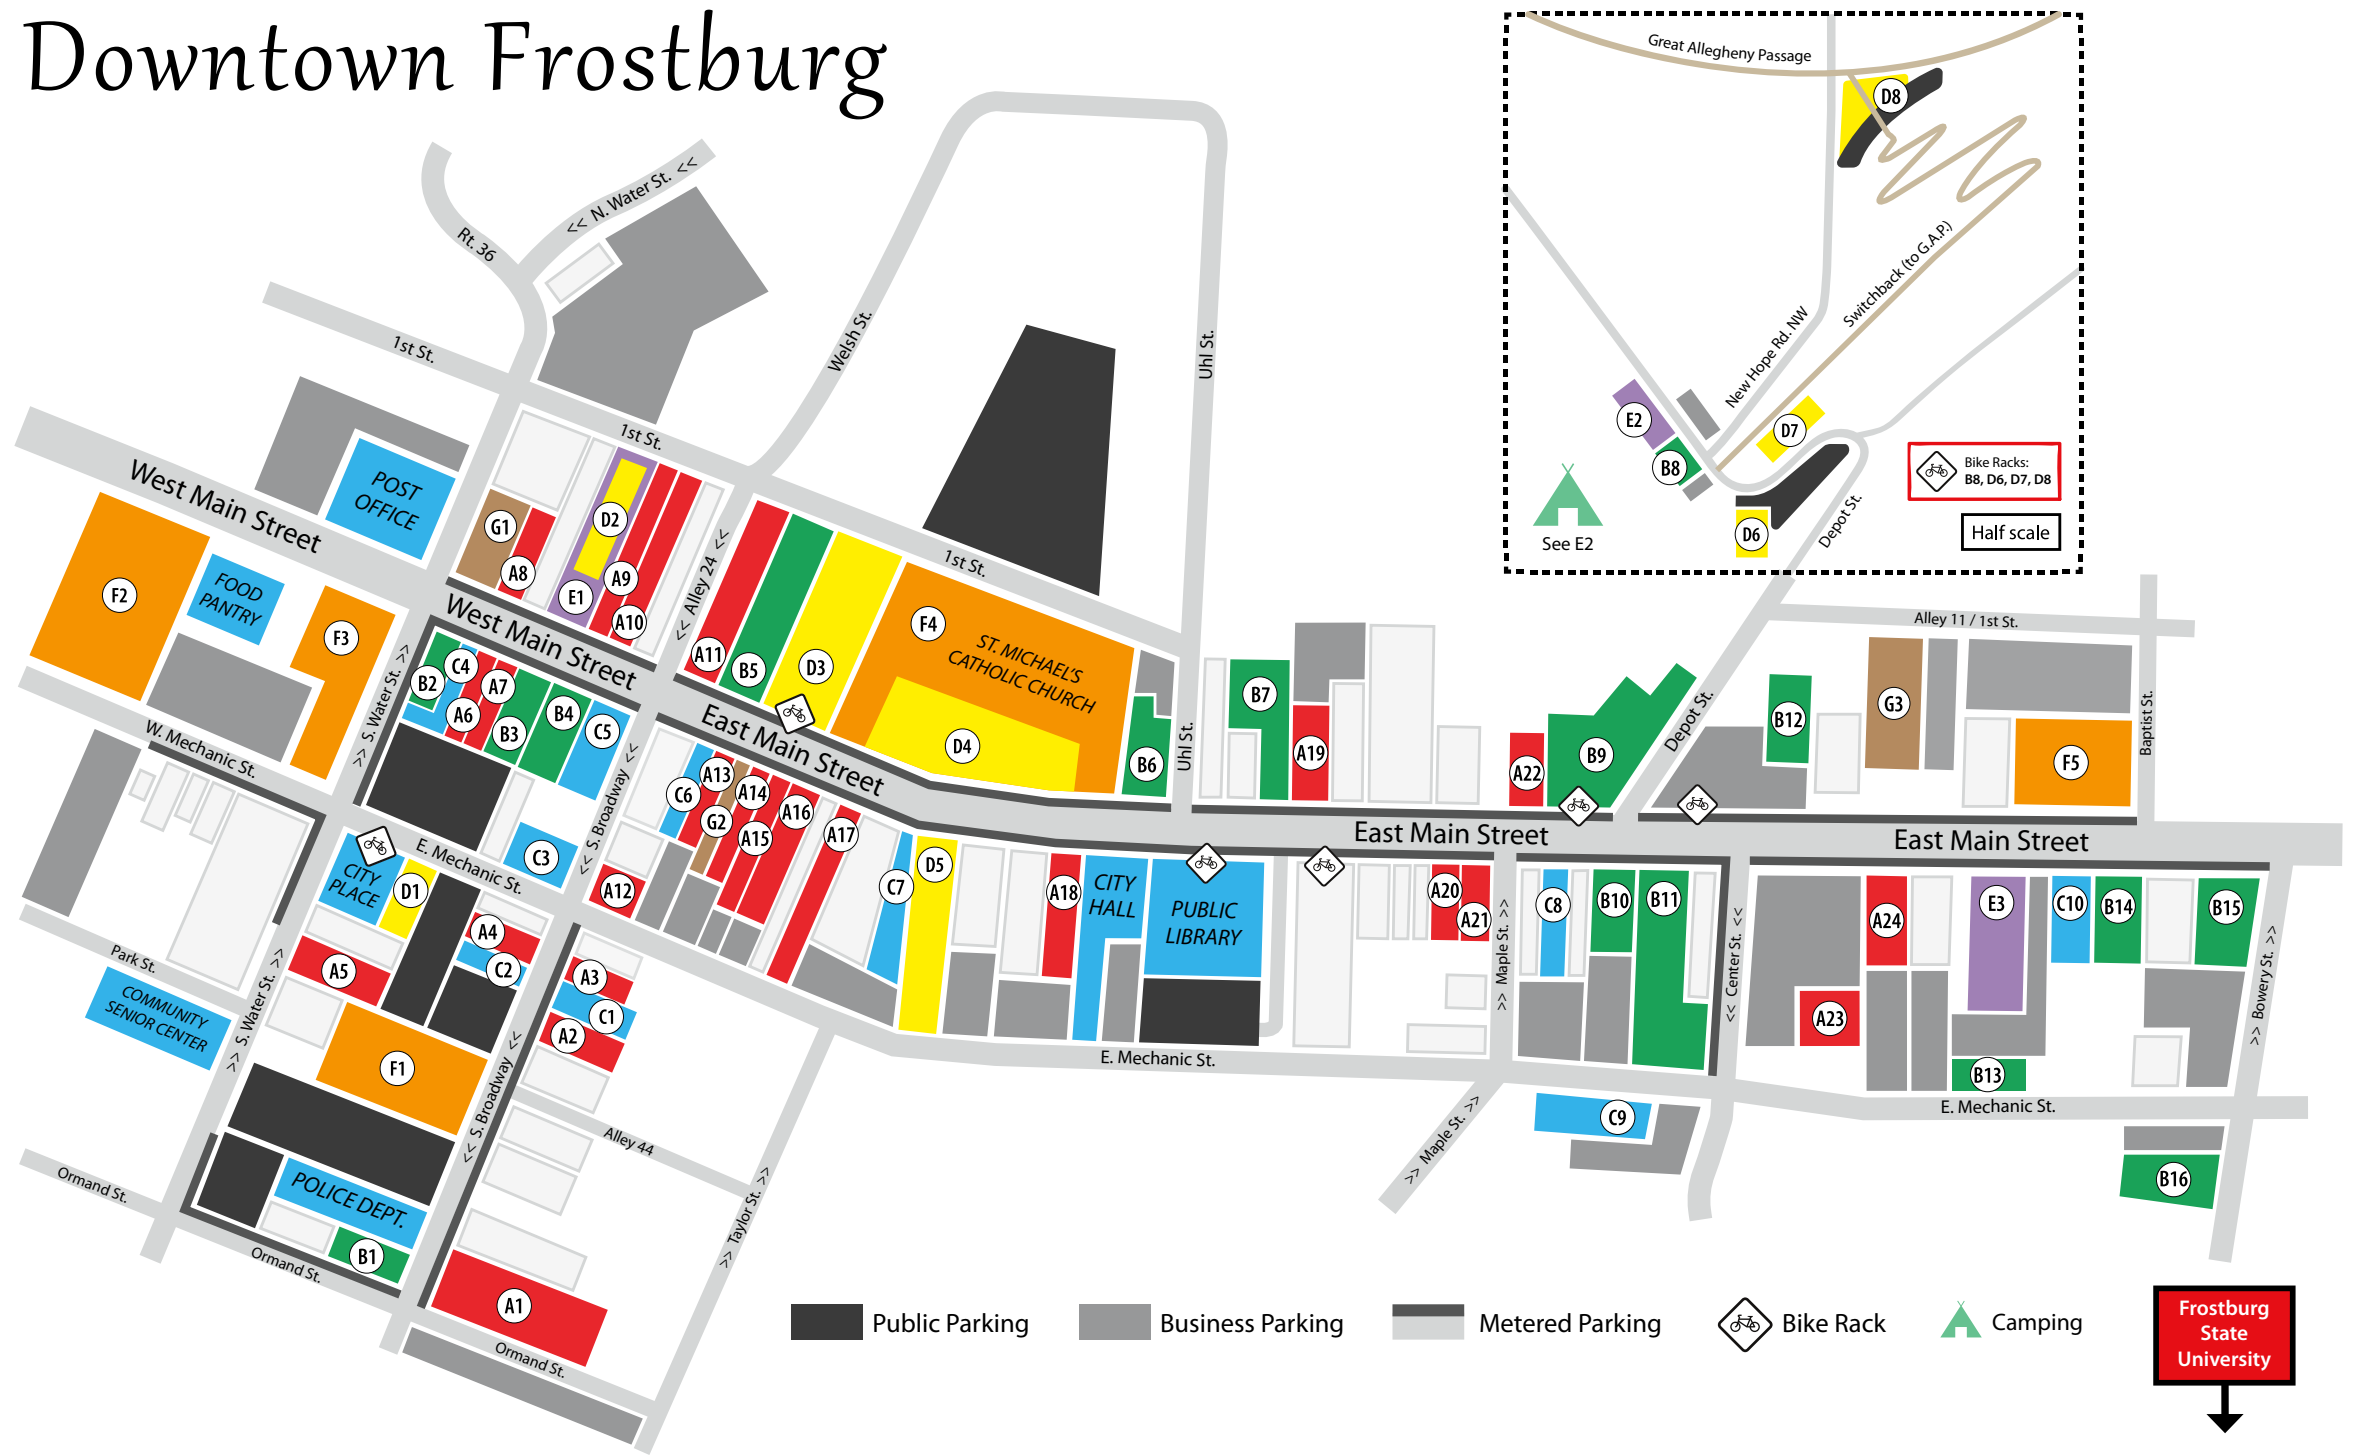 Downtown Frostburg
Great Allegheny Passage
D8
Switchback (to G.A.P.)
New Hope Rd. NW
E2
B8
D7
D6
Depot St.
See E2
Bike Racks:
B8, D6, D7, D8
Half scale
<< N. Water St. <<
Rt. 36
1st St.
1st St.
1st St.
Welsh St.
Uhl St.
Uhl St.
West Main Street
West Main Street
POST
OFFICE
FOOD
PANTRY
F2
F3
G1
A8
D2
E1
A9
A10
<< Alley 24 <<
A11
B5
D3
F4
ST. MICHAEL'S
CATHOLIC CHURCH
D4
B6
B7
A19
A22
B9
Depot St.
Alley 11 / 1st St.
B12
G3
F5
Baptist St.
East Main Street
East Main Street
East Main Street
>> S. Water St. >>
B2
C4
A7
A6
B3
B4
C5
W. Mechanic St.
E. Mechanic St.
<< S. Broadway <<
C3
C6
A13
G2
A14
A15
A16
A17
A12
C7
D5
A18
CITY
HALL
PUBLIC
LIBRARY
A20
A21
>> Maple St. >>
C8
B10
B11
<< Center St. <<
A24
A23
E3
C10
B14
B15
B13
>> Bowery St. >>
CITY
PLACE
D1
A4
C2
A5
A3
C1
A2
Park St.
COMMUNITY
SENIOR CENTER
>> S. Water St. >>
F1
<< S. Broadway <<
Alley 44
>> Taylor St. >>
E. Mechanic St.
E. Mechanic St.
>> Maple St. >>
C9
B16
Ormand St.
Ormand St.
Ormand St.
POLICE DEPT.
B1
A1
Public Parking
Business Parking
Metered Parking
Bike Rack
Camping
Frostburg
State
University